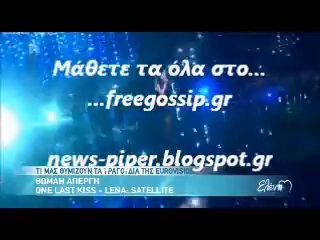 Μάθετε τα όλα στο...
...freegossip.gr
news-piper.blogspot.gr
ΤΙ ΜΑΣ ΘΥΜΙΖΟΥΝ ΤΑ ΤΡΑΓΟΥΔΙΑ ΤΗΣ EUROVISION
ΘΩΜΑΗ ΑΠΕΡΓΗ
ONE LAST KISS - LENA: SATELLITE
Ελένη